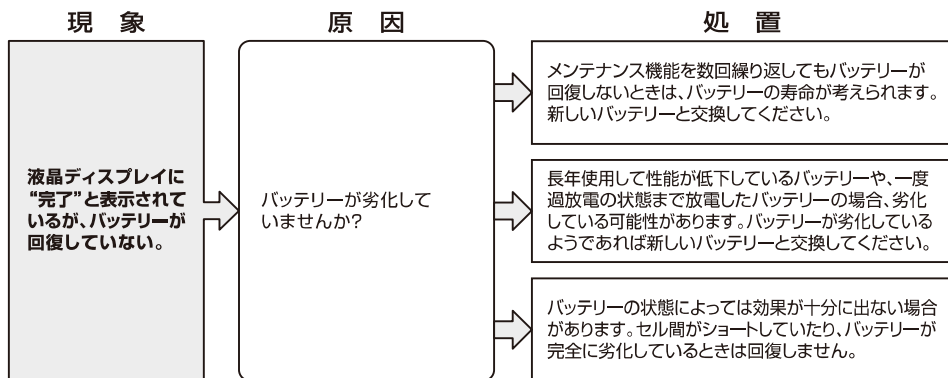 現象
原因
処置
液晶ディスプレイに
“完了”と表示されて
いるが、バッテリーが
回復していない。
バッテリーが劣化して
いませんか?
メンテナンス機能を数回繰り返してもバッテリーが
回復しないときは、バッテリーの寿命が考えられます。
新しいバッテリーと交換してください。
長年使用して性能が低下しているバッテリーや、一度
過放電の状態まで放電したバッテリーの場合、劣化
している可能性があります。バッテリーが劣化している
ようであれば新しいバッテリーと交換してください。
バッテリーの状態によっては効果が十分に出ない場合
があります。セル間がショートしていたり、バッテリーが
完全に劣化しているときは回復しません。